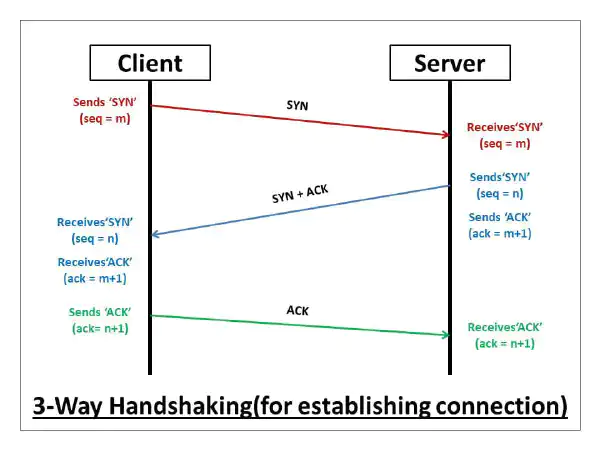 Client
Server
Sends ‘SYN’
(seq = m)
SYN
Receives‘SYN’
(seq = m)
Sends‘SYN’
(seq = n)
SYN + ACK
Sends ‘ACK’
(ack = m+1)
Receives‘SYN’
(seq = n)
Receives‘ACK’
(ack = m+1)
Sends ‘ACK’
(ack= n+1)
ACK
Receives‘ACK’
(ack = n+1)
3-Way Handshaking(for establishing connection)